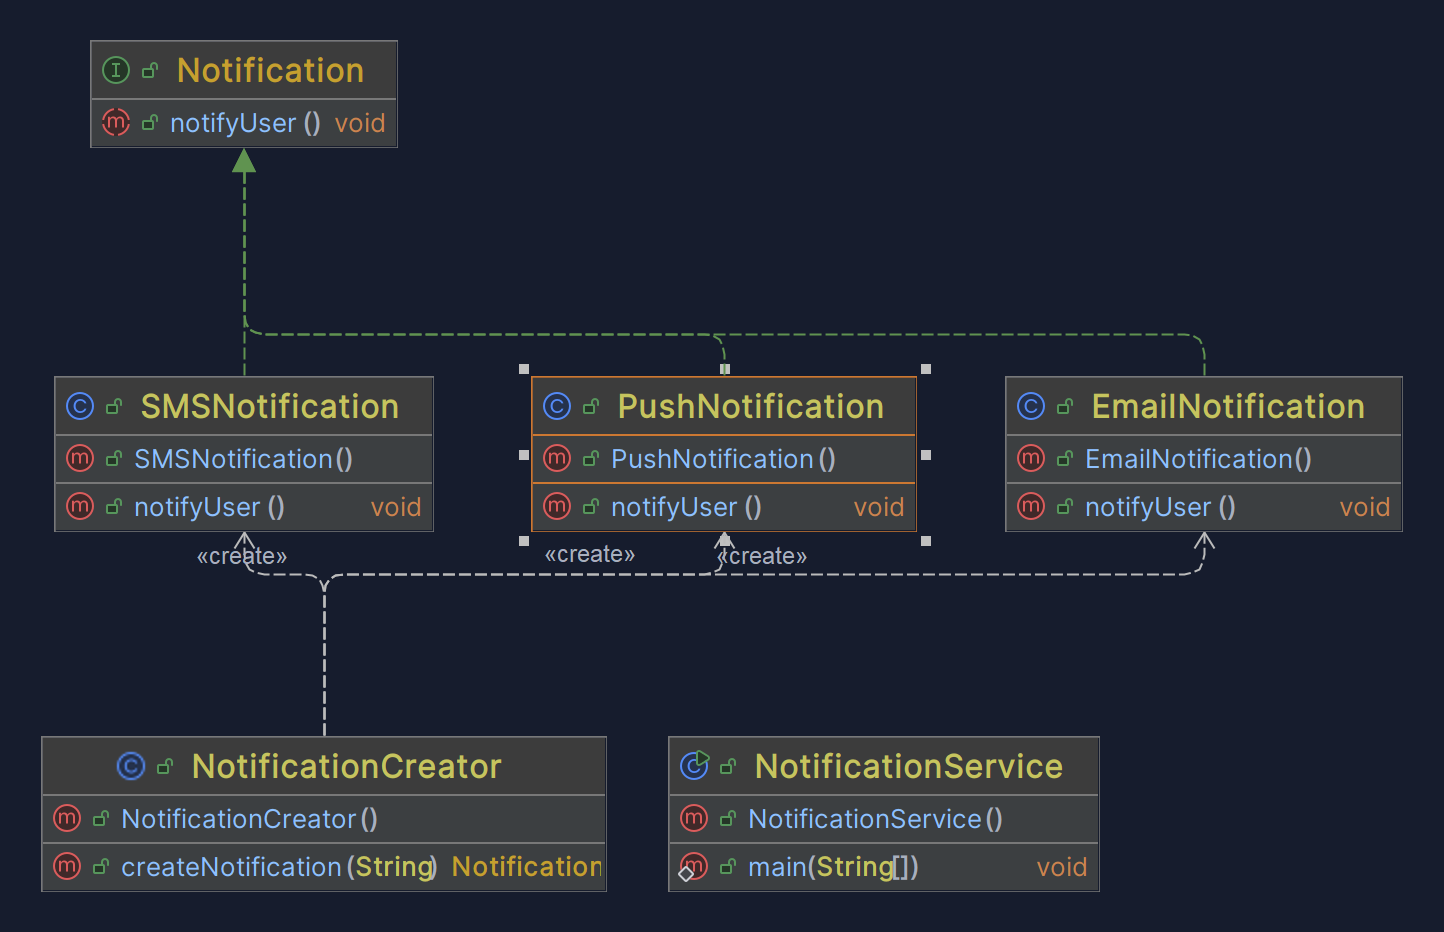 Notification
notifyUser () void
SMSNotification
SMSNotification()
notifyUser () void
PushNotification
PushNotification()
notifyUser () void
EmailNotification
EmailNotification()
notifyUser () void
«create»
«create»
«create»
NotificationCreator
NotificationCreator()
createNotification(String) Notification
NotificationService
NotificationService()
main(String[]) void